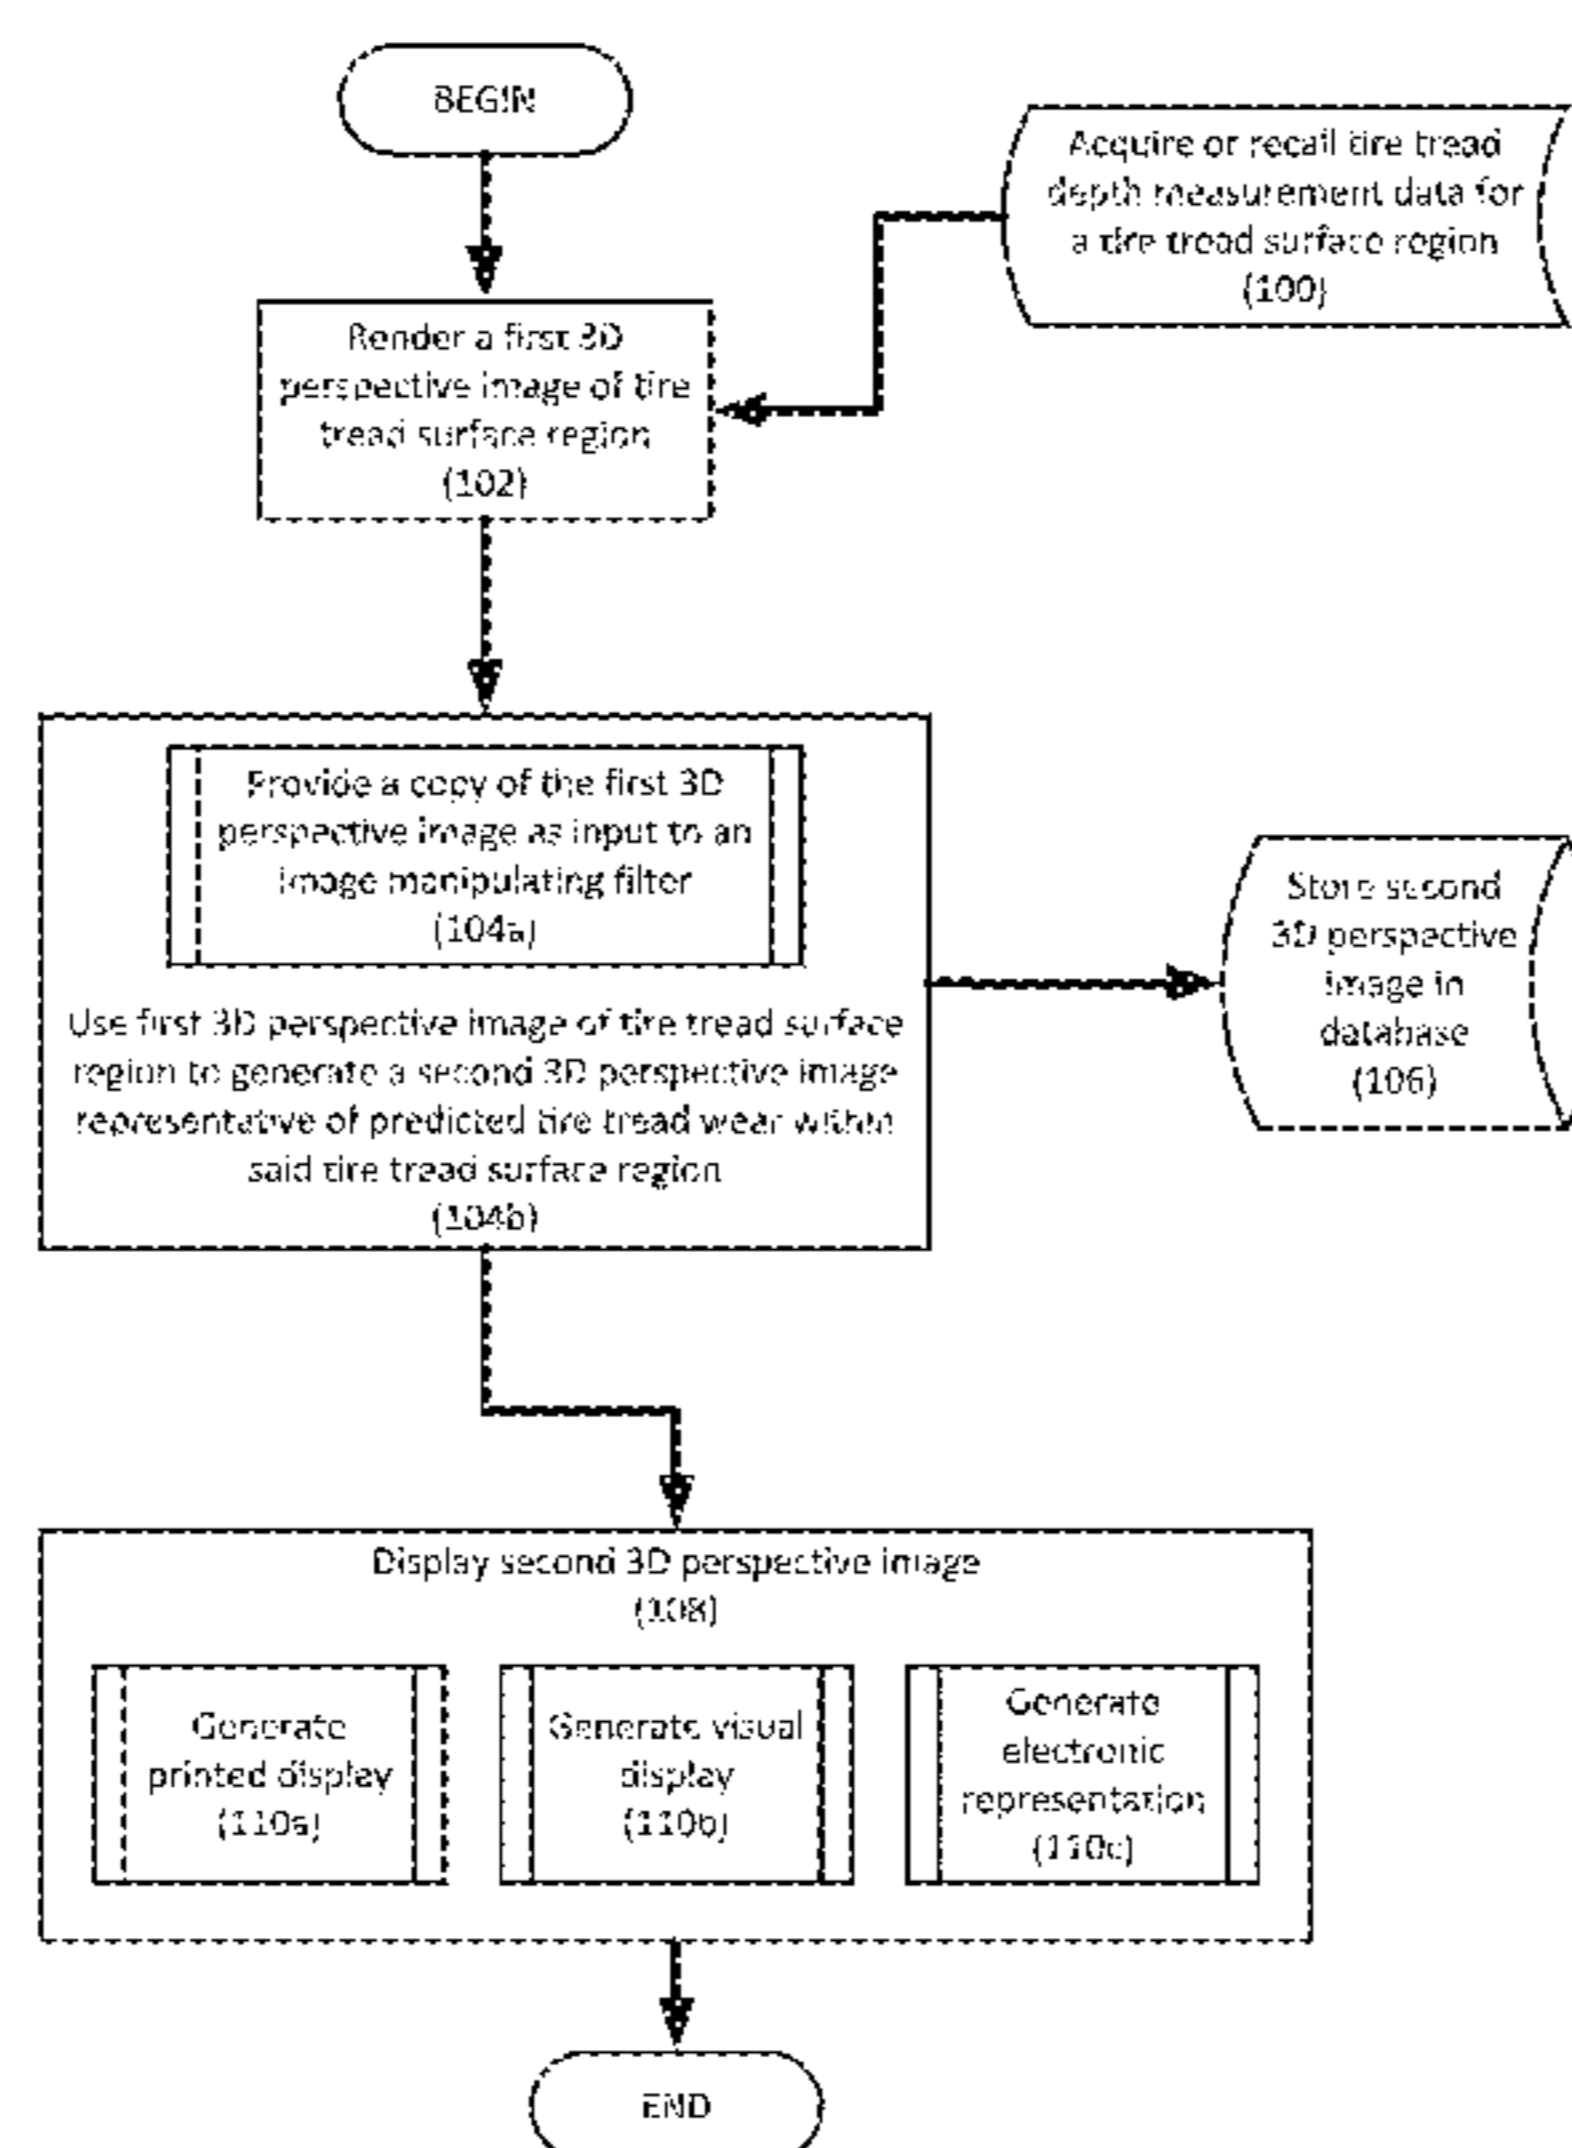 BEGIN
Acquire or recall tire tread
depth measurement data for
a tire tread surface region
(100)
Render a first 3D
perspective image of tire
tread surface region
(102)
Provide a copy of the first 3D
perspective image as input to an
image manipulating filter
(104a)
Use first 3D perspective image of tire tread surface
region to generate a second 3D perspective image
representative of predicted tire tread wear within
said tire tread surface region
(104b)
Store second
3D perspective
image in
database
(106)
Display second 3D perspective image
(108)
Generate
printed display
(110a)
Generate visual
display
(110b)
Generate
electronic
representation
(110c)
END